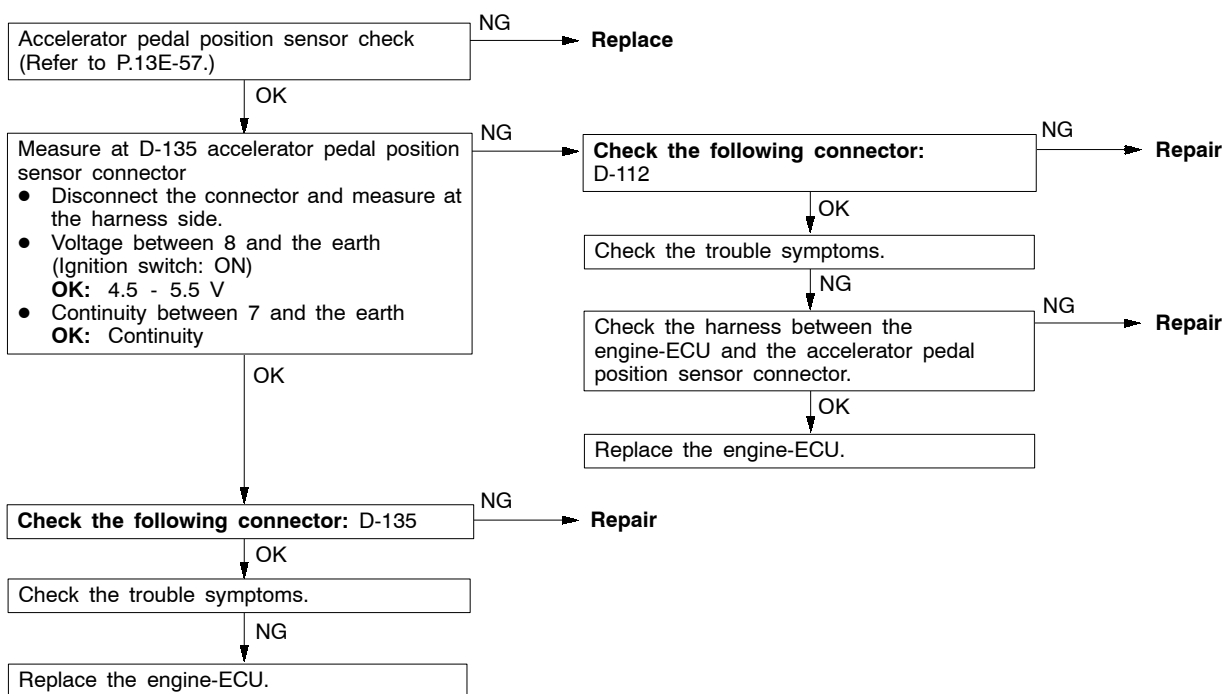 Accelerator pedal position sensor check
(Refer to P.13E-57.)
NG
Replace
OK
Measure at D-135 accelerator pedal position
sensor connector
● Disconnect the connector and measure at
the harness side.
● Voltage between 8 and the earth
(Ignition switch: ON)
OK: 4.5 - 5.5 V
● Continuity between 7 and the earth
OK: Continuity
NG
Check the following connector:
D-112
NG
Repair
OK
Check the trouble symptoms.
NG
Check the harness between the
engine-ECU and the accelerator pedal
position sensor connector.
NG
Repair
OK
Replace the engine-ECU.
OK
Check the following connector: D-135
NG
Repair
OK
Check the trouble symptoms.
NG
Replace the engine-ECU.